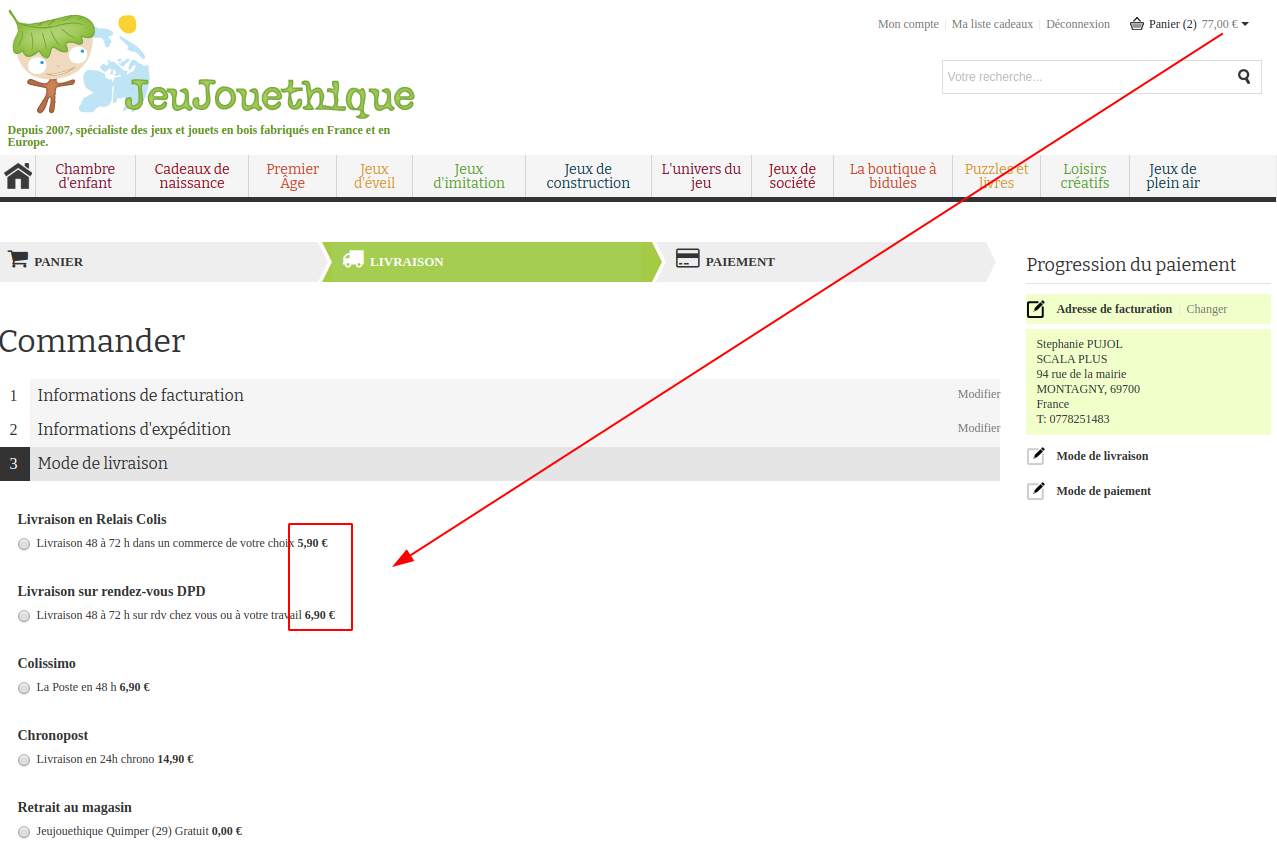 Mon compte Ma liste cadeaux Déconnexion Panier (2) 77,00 €
Votre recherche...
JeuJouethique
Depuis 2007, spécialiste des jeux et jouets en bois fabriqués en France et en
Europe.
Chambre d'enfant
Cadeaux de naissance
Premier Âge
Jeux d'éveil
Jeux d'imitation
Jeux de construction
L'univers du jeu
Jeux de société
La boutique à bidules
Puzzles et livres
Loisirs créatifs
Jeux de plein air
PANIER
LIVRAISON
PAIEMENT
Commander
1 Informations de facturation Modifier
2 Informations d'expédition Modifier
3 Mode de livraison
Livraison en Relais Colis
Livraison 48 à 72 h dans un commerce de votre choix 5,90 €
Livraison sur rendez-vous DPD
Livraison 48 à 72 h sur rdv chez vous ou à votre travail 6,90 €
Colissimo
La Poste en 48 h 6,90 €
Chronopost
Livraison en 24h chrono 14,90 €
Retrait au magasin
Jeujouethique Quimper (29) Gratuit 0,00 €
Progression du paiement
Adresse de facturation Changer
Stephanie PUJOL
SCALA PLUS
94 rue de la mairie
MONTAGNY, 69700
France
T: 0778251483
Mode de livraison
Mode de paiement